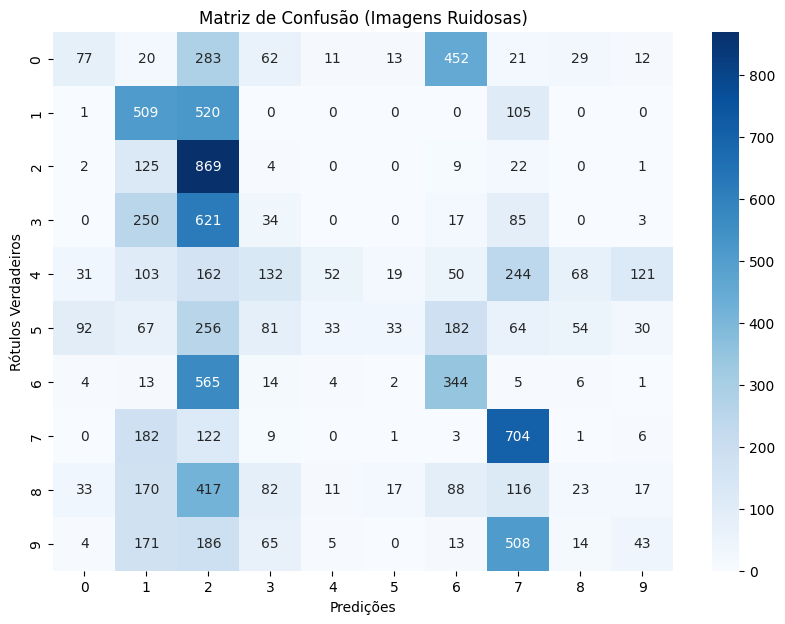 Matriz de Confusão (Imagens Ruidosas)
0 77 20 283 62 11 13 452 21 29 12
1 1 509 520 0 0 0 0 105 0 0
2 2 125 869 4 0 0 9 22 0 1
3 0 250 621 34 0 0 17 85 0 3
4 31 103 162 132 52 19 50 244 68 121
5 92 67 256 81 33 33 182 64 54 30
6 4 13 565 14 4 2 344 5 6 1
7 0 182 122 9 0 1 3 704 1 6
8 33 170 417 82 11 17 88 116 23 17
9 4 171 186 65 5 0 13 508 14 43
0 1 2 3 4 5 6 7 8 9
Predições
Rótulos Verdadeiros
800
700
600
500
400
300
200
100
0